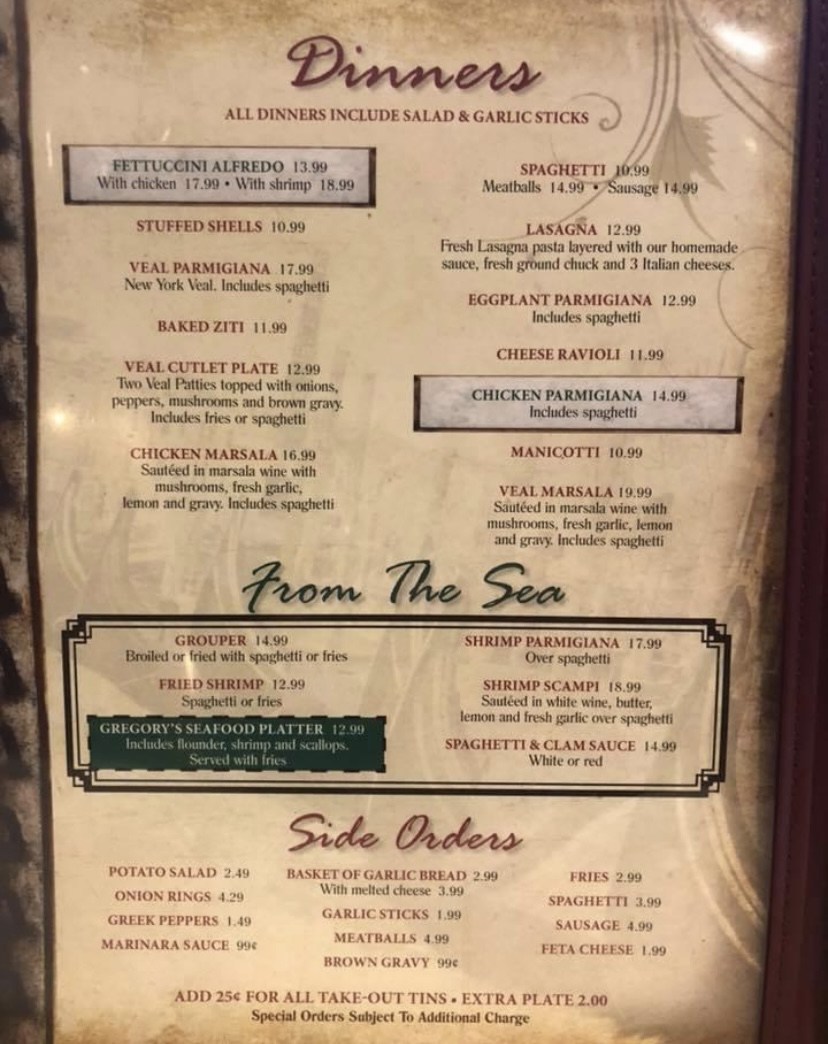 Dinners
ALL DINNERS INCLUDE SALAD & GARLIC STICKS
FETTUCCINI ALFREDO 13.99
With chicken 17.99 • With shrimp 18.99
STUFFED SHELLS 10.99
VEAL PARMIGIANA 17.99
New York Veal. Includes spaghetti
BAKED ZITI 11.99
VEAL CUTLET PLATE 12.99
Two Veal Patties topped with onions,
peppers, mushrooms and brown gravy.
Includes fries or spaghetti
CHICKEN MARSALA 16.99
Sautéed in marsala wine with
mushrooms, fresh garlic,
lemon and gravy. Includes spaghetti
SPAGHETTI 10.99
Meatballs 14.99 • Sausage 14.99
LASAGNA 12.99
Fresh Lasagna pasta layered with our homemade
sauce, fresh ground chuck and 3 Italian cheeses.
EGGPLANT PARMIGIANA 12.99
Includes spaghetti
CHEESE RAVIOLI 11.99
CHICKEN PARMIGIANA 14.99
Includes spaghetti
MANICOTTI 10.99
VEAL MARSALA 19.99
Sautéed in marsala wine with
mushrooms, fresh garlic, lemon
and gravy. Includes spaghetti
From The Sea
GROUPER 14.99
Broiled or fried with spaghetti or fries
FRIED SHRIMP 12.99
Spaghetti or fries
GREGORY'S SEAFOOD PLATTER 12.99
Includes flounder, shrimp and scallops.
Served with fries
SHRIMP PARMIGIANA 17.99
Over spaghetti
SHRIMP SCAMPI 18.99
Sautéed in white wine, butter,
lemon and fresh garlic over spaghetti
SPAGHETTI & CLAM SAUCE 14.99
White or red
Side Orders
POTATO SALAD 2.49
ONION RINGS 4.29
GREEK PEPPERS 1.49
MARINARA SAUCE 99¢
BASKET OF GARLIC BREAD 2.99
With melted cheese 3.99
GARLIC STICKS 1.99
MEATBALLS 4.99
BROWN GRAVY 99¢
FRIES 2.99
SPAGHETTI 3.99
SAUSAGE 4.99
FETA CHEESE 1.99
ADD 25¢ FOR ALL TAKE-OUT TINS • EXTRA PLATE 2.00
Special Orders Subject To Additional Charge